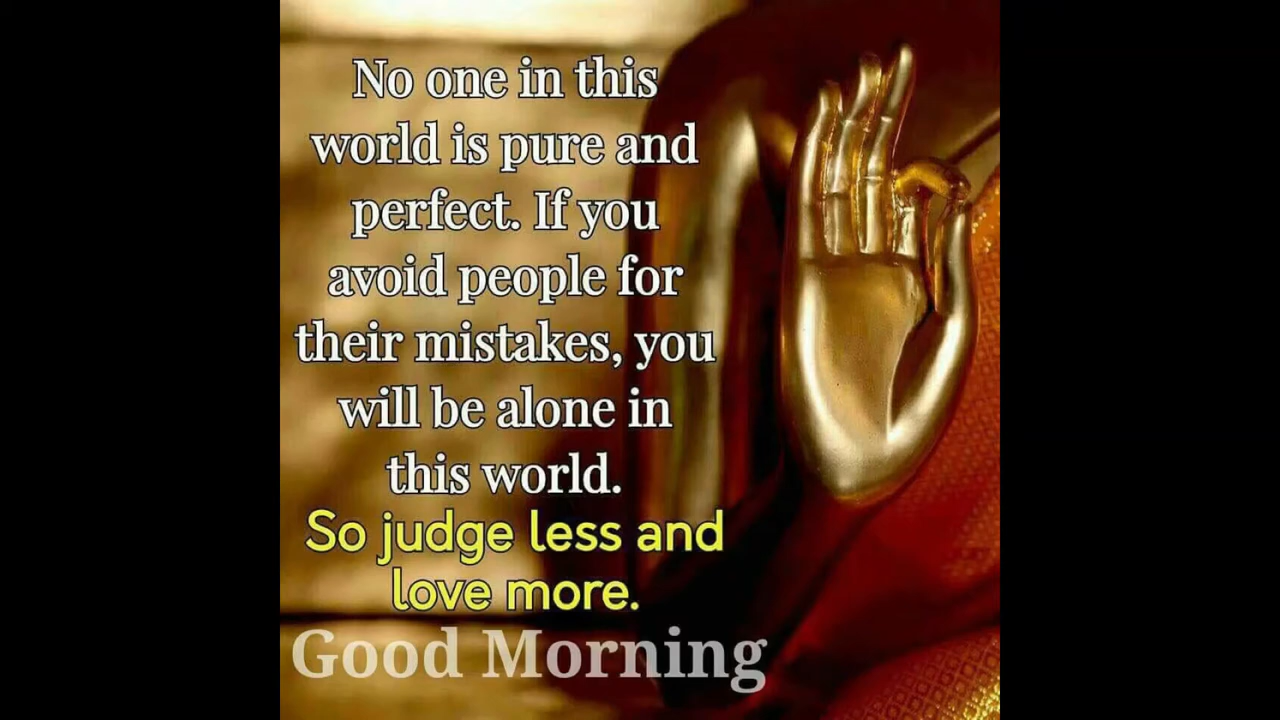 No one in this
world is pure and
perfect. If you
avoid people for
their mistakes, you
will be alone in
this world.
So judge less and
love more.
Good Morning